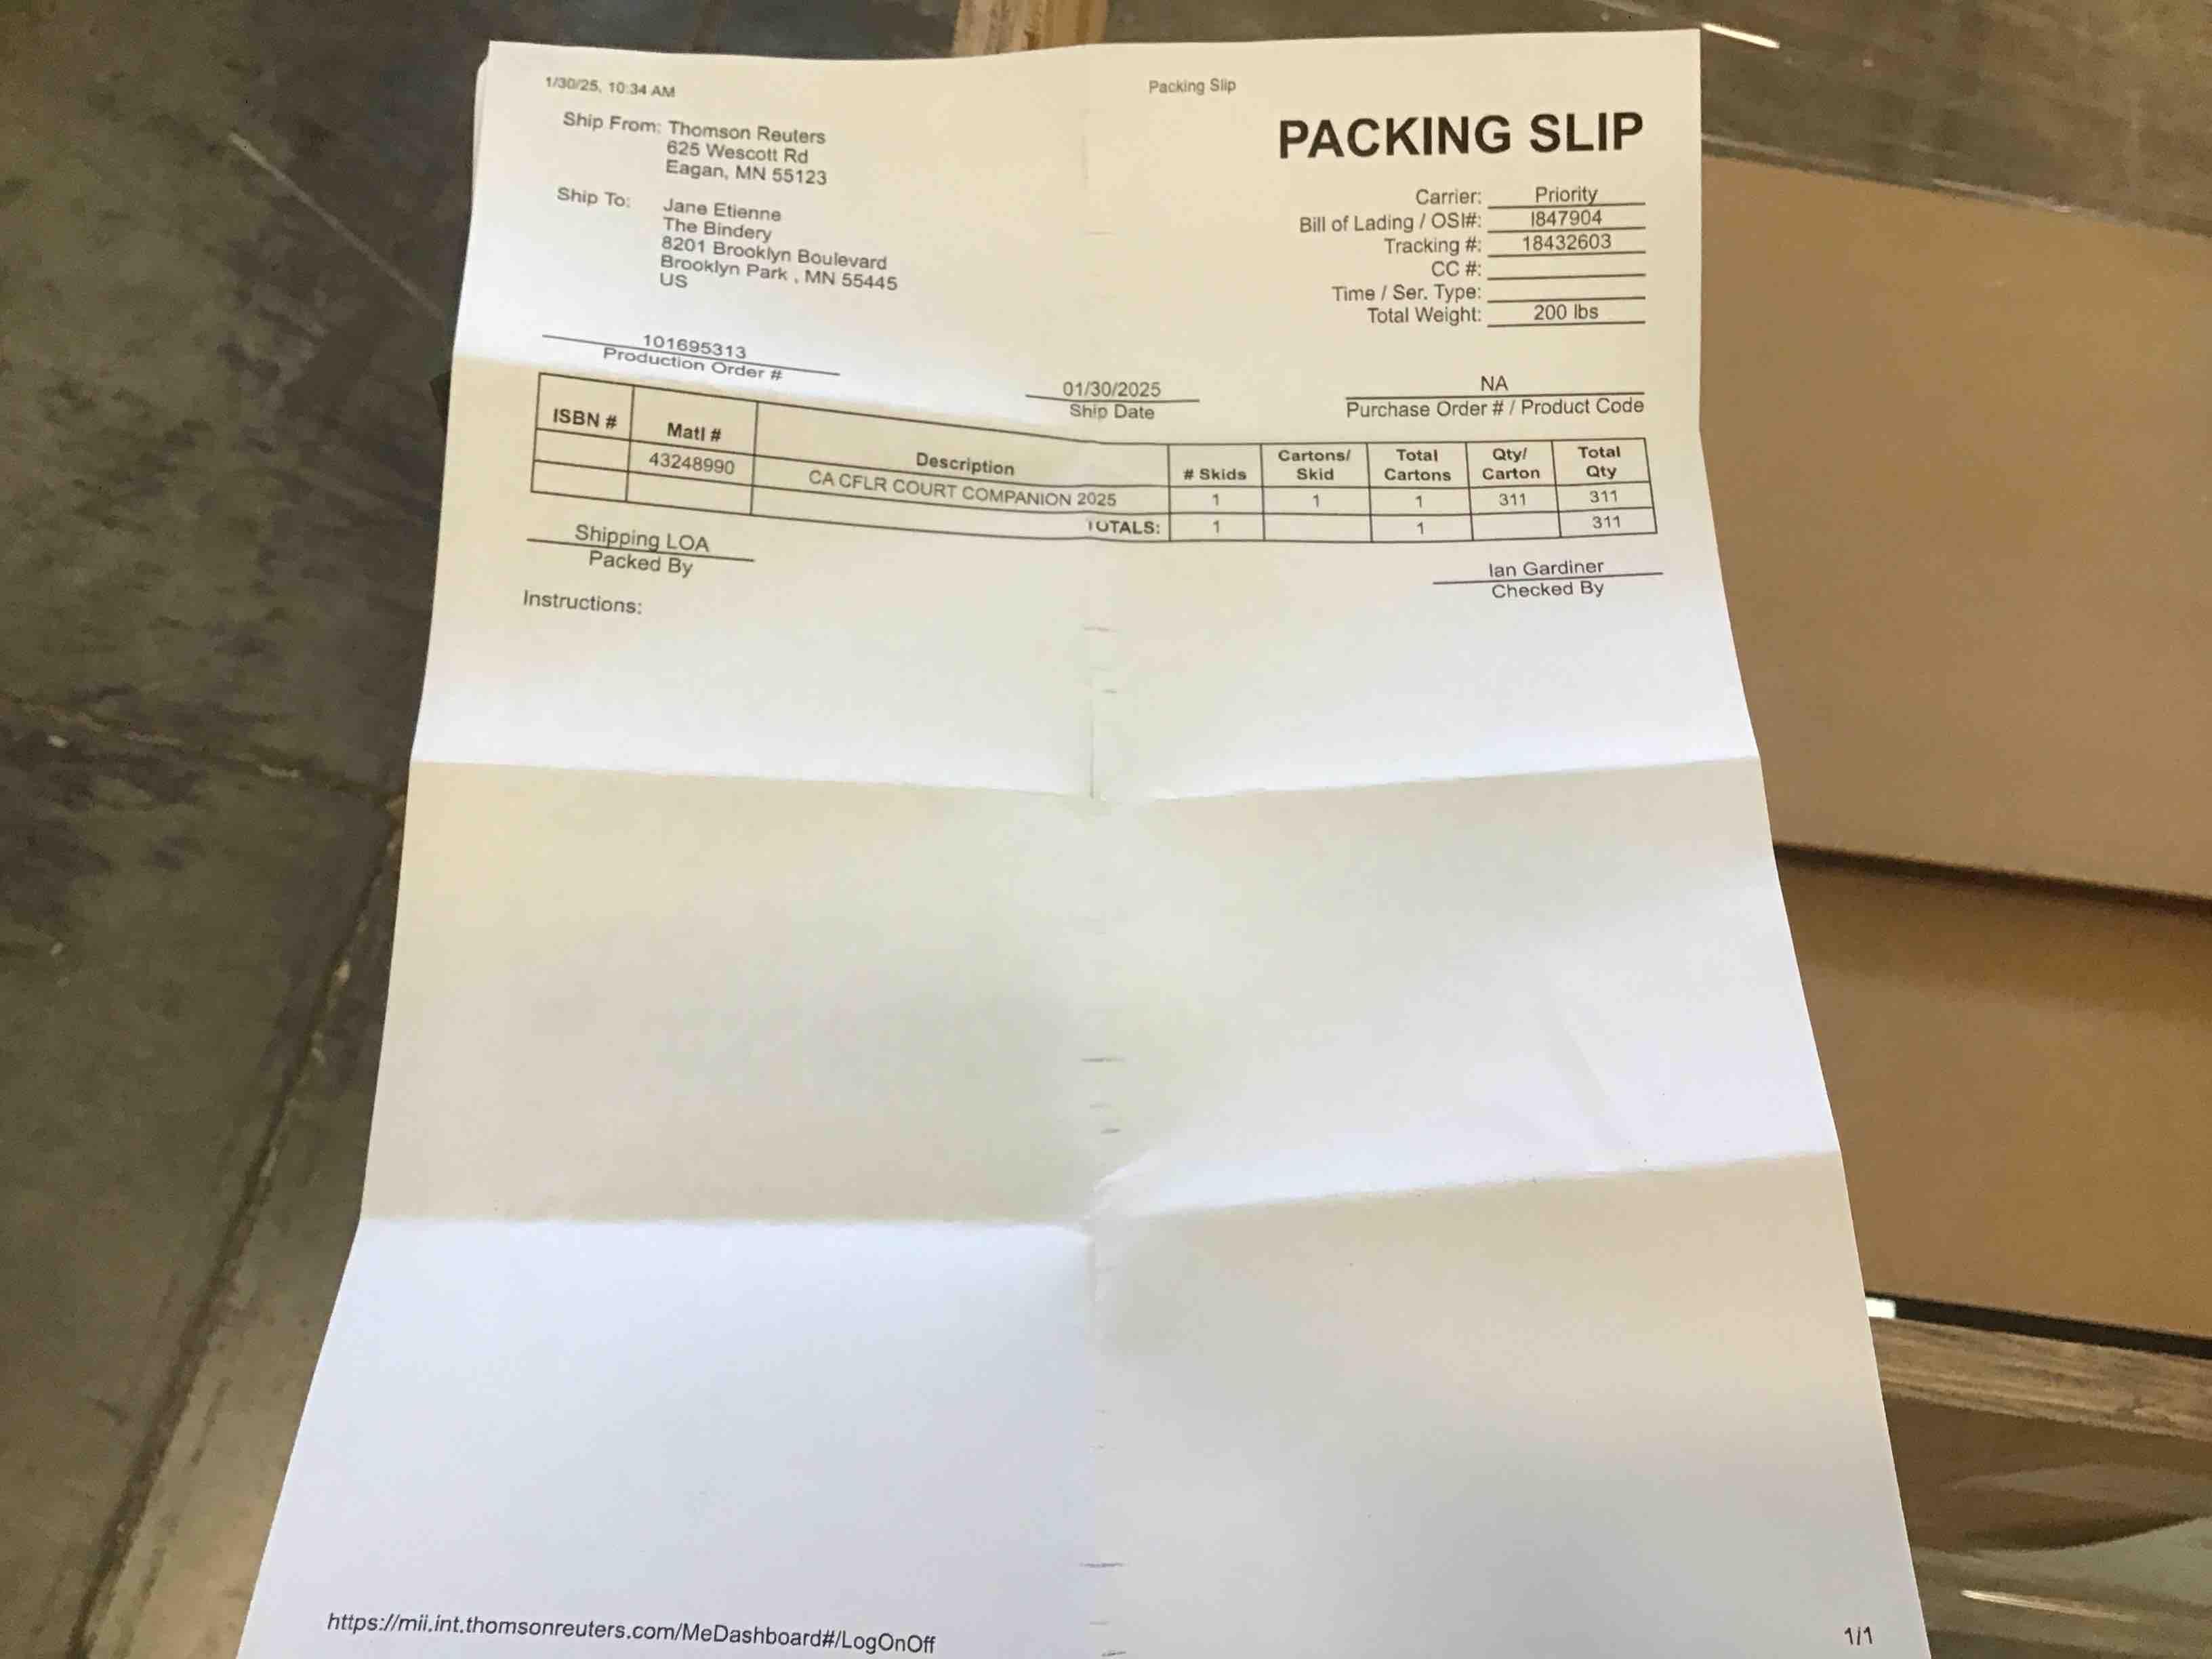 1/30/25, 10:34 AM
Packing Slip
PACKING SLIP
Ship From: Thomson Reuters
625 Wescott Rd
Eagan, MN 55123
Ship To: Jane Etienne
The Bindery
8201 Brooklyn Boulevard
Brooklyn Park , MN 55445
US
Carrier: Priority
Bill of Lading / OSI#: I847904
Tracking #: 18432603
CC #:
Time / Ser. Type:
Total Weight: 200 lbs
101695313
Production Order #
01/30/2025
Ship Date
NA
Purchase Order # / Product Code
ISBN # Matl # Description # Skids Cartons/ Skid Total Cartons Qty/ Carton Total Qty
43248990 CA CFLR COURT COMPANION 2025 1 1 1 311 311
TOTALS: 1 1 311
Shipping LOA
Packed By
Ian Gardiner
Checked By
Instructions:
https://mii.int.thomsonreuters.com/MeDashboard#/LogOnOff
1/1